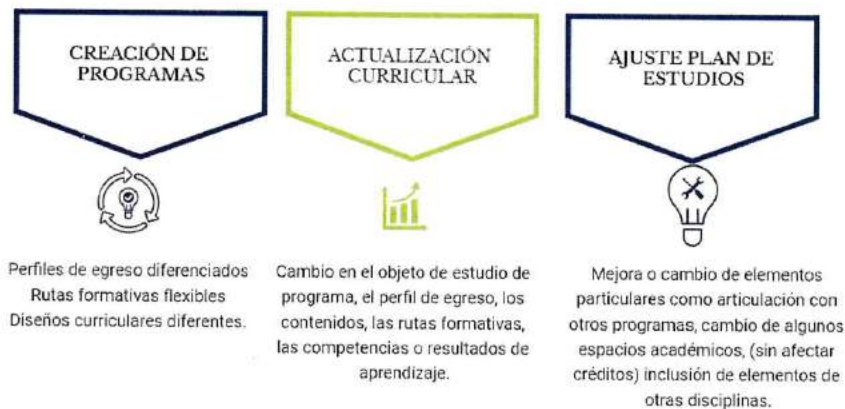 CREACIÓN DE
PROGRAMAS
Perfiles de egreso diferenciados
Rutas formativas flexibles
Diseños curriculares diferentes.
ACTUALIZACIÓN
CURRICULAR
Cambio en el objeto de estudio de
programa, el perfil de egreso, los
contenidos, las rutas formativas,
las competencias o resultados de
aprendizaje.
AJUSTE PLAN DE
ESTUDIOS
Mejora o cambio de elementos
particulares como articulación con
otros programas, cambio de algunos
espacios académicos, (sin afectar
créditos) inclusión de elementos de
otras disciplinas.